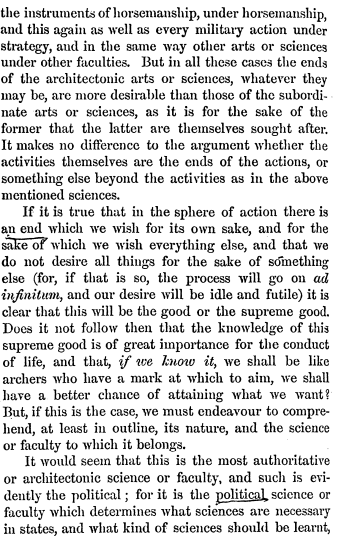 the instruments of horsemanship, under horsemanship,
and this again as well as every military action under
strategy, and in the same way other arts or sciences
under other faculties. But in all these cases the ends
of the architectonic arts or sciences, whatever they
may be, are more desirable than those of the subordi-
nate arts or sciences, as it is for the sake of the
former that the latter are themselves sought after.
It makes no difference to the argument whether the
activities themselves are the ends of the actions, or
something else beyond the activities as in the above
mentioned sciences.
If it is true that in the sphere of action there is
an end which we wish for its own sake, and for the
sake of which we wish everything else, and that we
do not desire all things for the sake of something
else (for, if that is so, the process will go on ad
infinitum, and our desire will be idle and futile) it is
clear that this will be the good or the supreme good.
Does it not follow then that the knowledge of this
supreme good is of great importance for the conduct
of life, and that, if we know it, we shall be like
archers who have a mark at which to aim, we shall
have a better chance of attaining what we want?
But, if this is the case, we must endeavour to compre-
hend, at least in outline, its nature, and the science
or faculty to which it belongs.
It would seem that this is the most authoritative
or architectonic science or faculty, and such is evi-
dently the political; for it is the political science or
faculty which determines what sciences are necessary
in states, and what kind of sciences should be learnt,